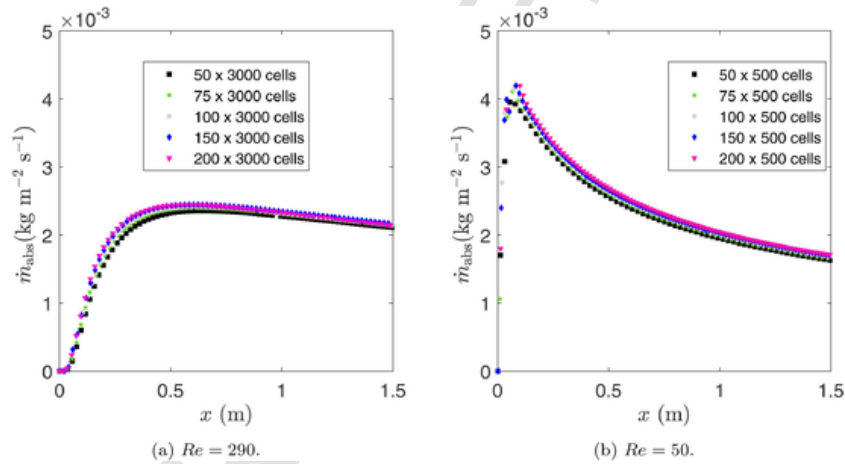 ×10⁻³
5
4
3
2
1
0
ṁabs(kg m⁻² s⁻¹)
50 x 3000 cells
75 x 3000 cells
100 x 3000 cells
150 x 3000 cells
200 x 3000 cells
0 0.5 1 1.5
x (m)
(a) Re = 290.
×10⁻³
5
4
3
2
1
0
ṁabs(kg m⁻² s⁻¹)
50 x 500 cells
75 x 500 cells
100 x 500 cells
150 x 500 cells
200 x 500 cells
0 0.5 1 1.5
x (m)
(b) Re = 50.